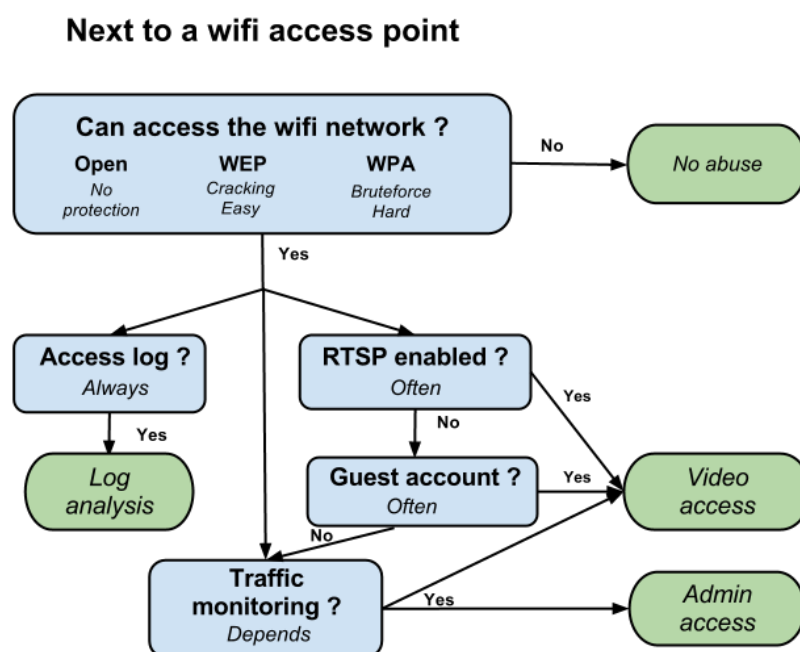 Next to a wifi access point
Can access the wifi network ?
Open
No
protection
WEP
Cracking
Easy
WPA
Bruteforce
Hard
No
No abuse
Yes
Access log ?
Always
RTSP enabled ?
Often
Yes
No
Yes
Log
analysis
Guest account ?
Often
Yes
Video
access
No
Traffic
monitoring ?
Depends
Yes
Admin
access